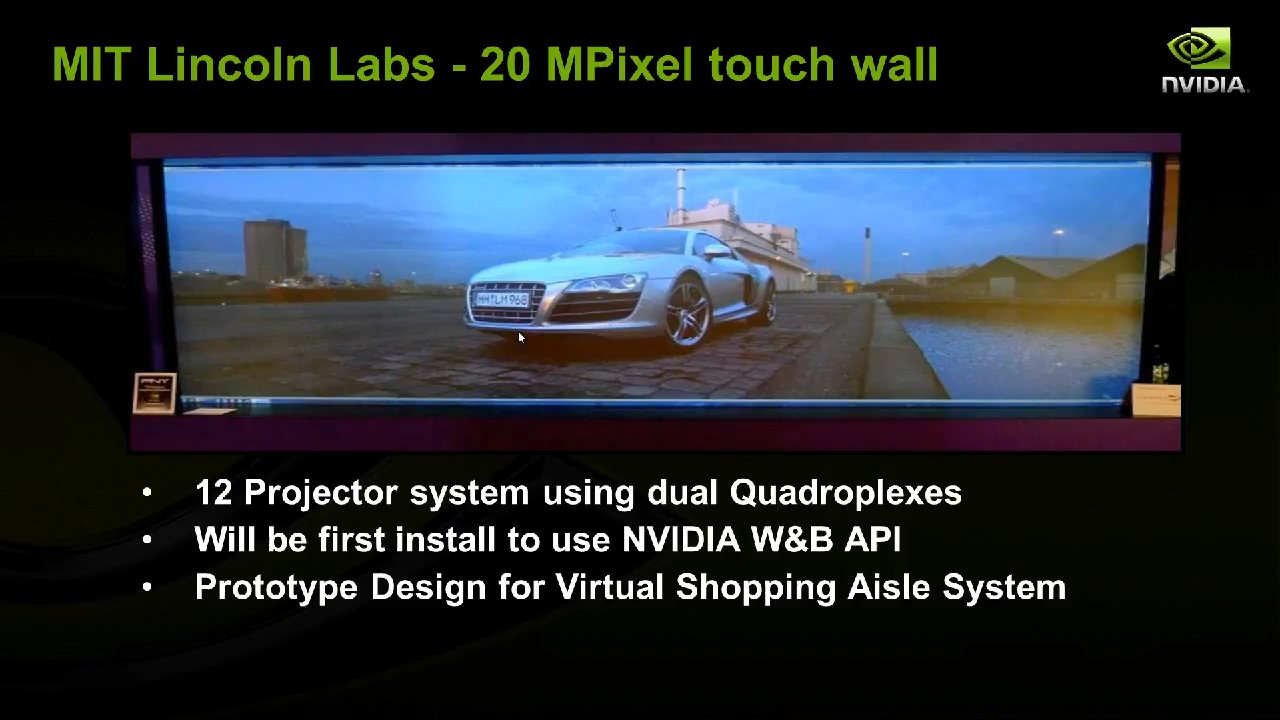 MIT Lincoln Labs - 20 MPixel touch wall
NVIDIA
HH:LM 968
PNY
• 12 Projector system using dual Quadroplexes
• Will be first install to use NVIDIA W&B API
• Prototype Design for Virtual Shopping Aisle System